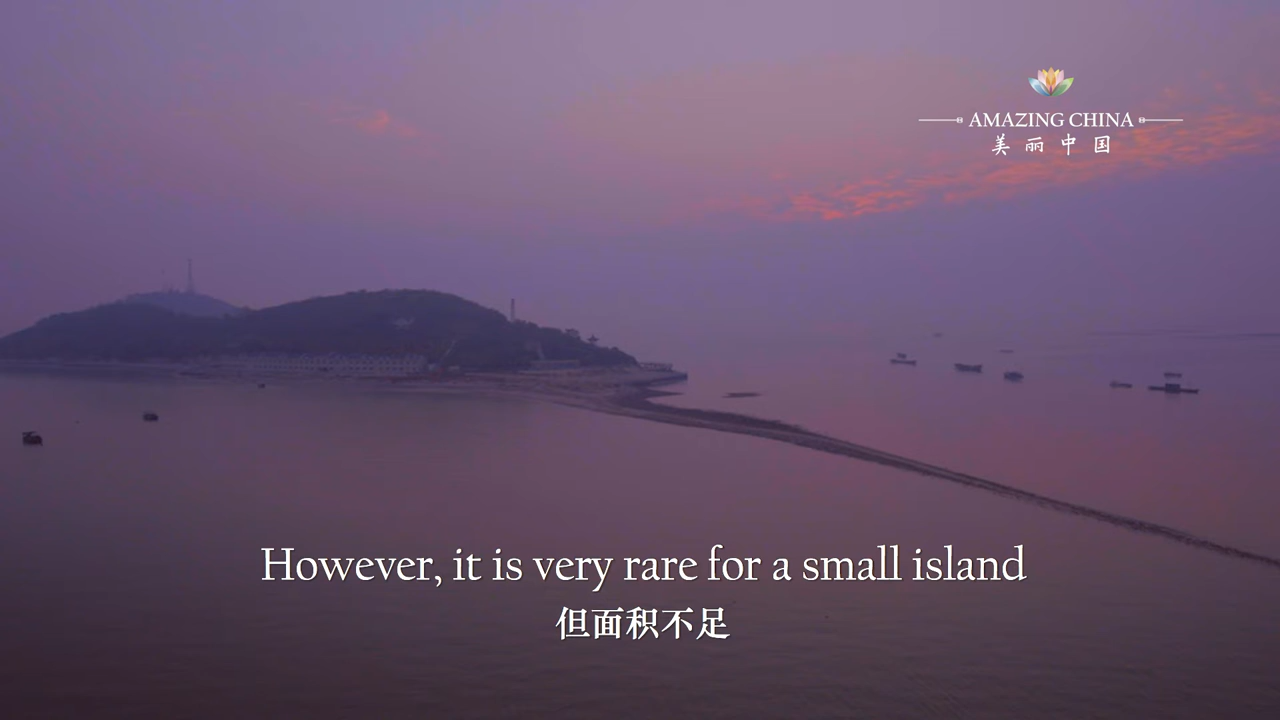 AMAZING CHINA
美丽中国
However, it is very rare for a small island
但面积不足